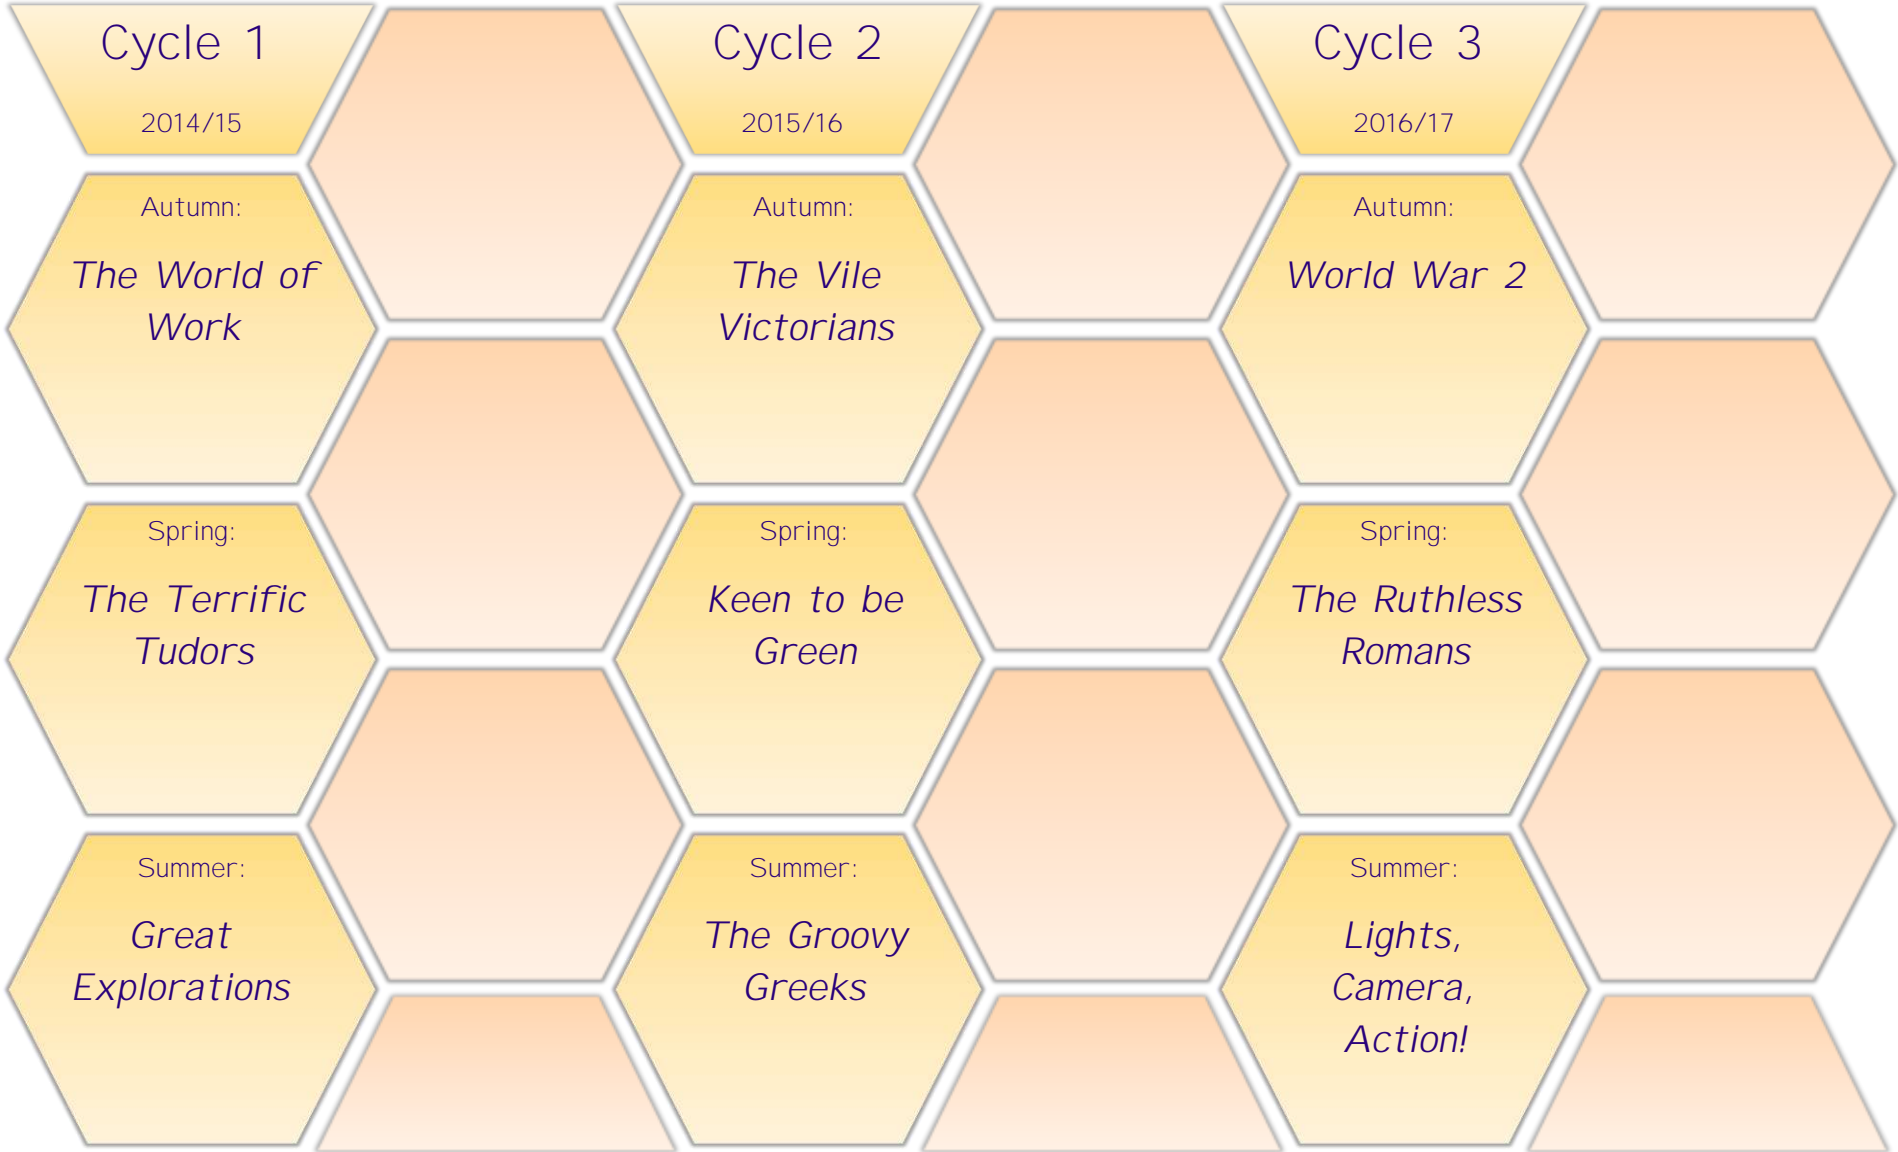 Cycle 1
2014/15
Autumn:
The World of
Work
Spring:
The Terrific
Tudors
Summer:
Great
Explorations
Cycle 2
2015/16
Autumn:
The Vile
Victorians
Spring:
Keen to be
Green
Summer:
The Groovy
Greeks
Cycle 3
2016/17
Autumn:
World War 2
Spring:
The Ruthless
Romans
Summer:
Lights,
Camera,
Action!